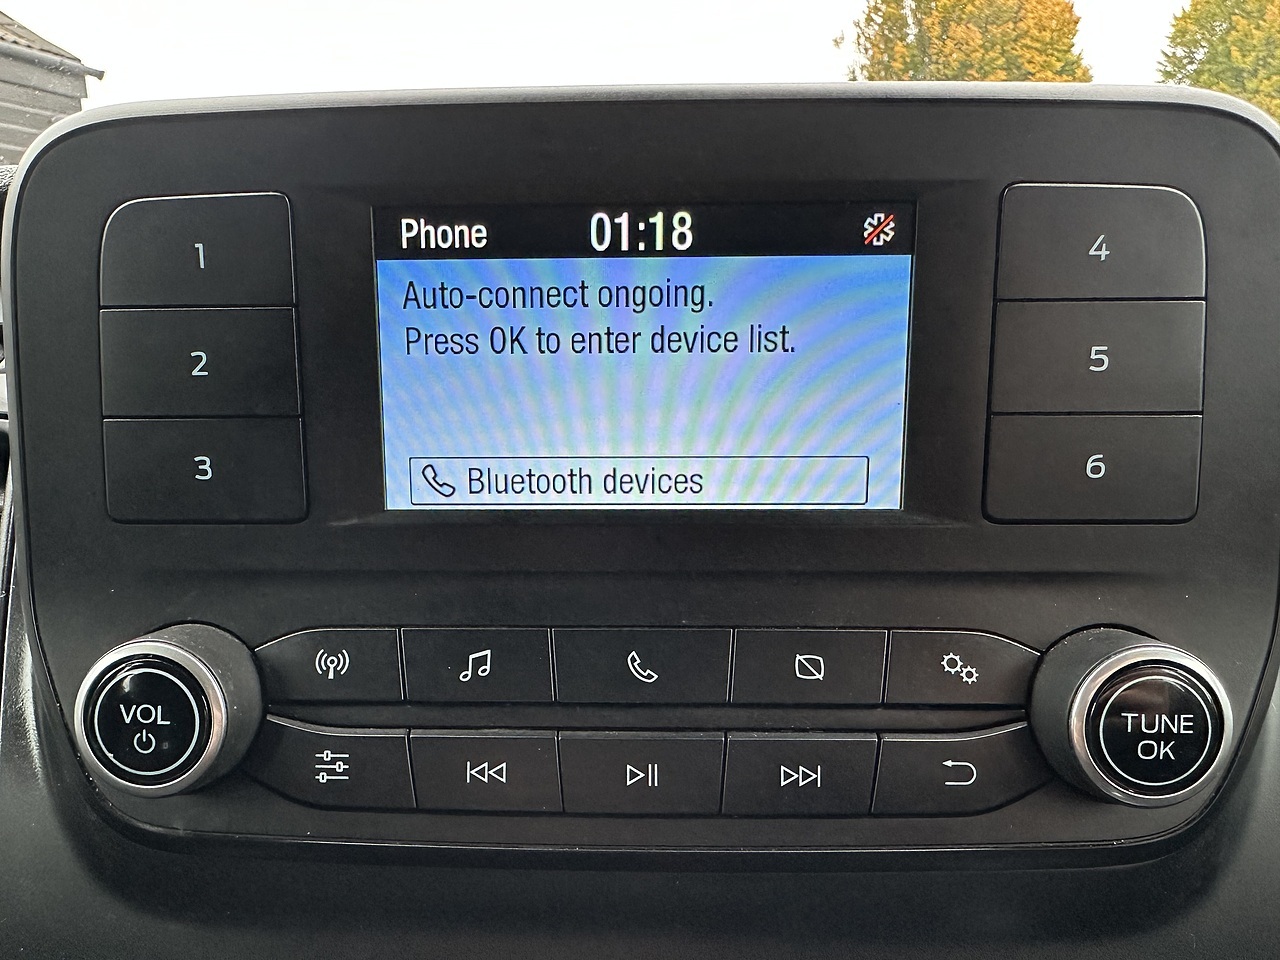 Phone 01:18
Auto-connect ongoing.
Press OK to enter device list.
Bluetooth devices
1
2
3
4
5
6
VOL
TUNE
OK